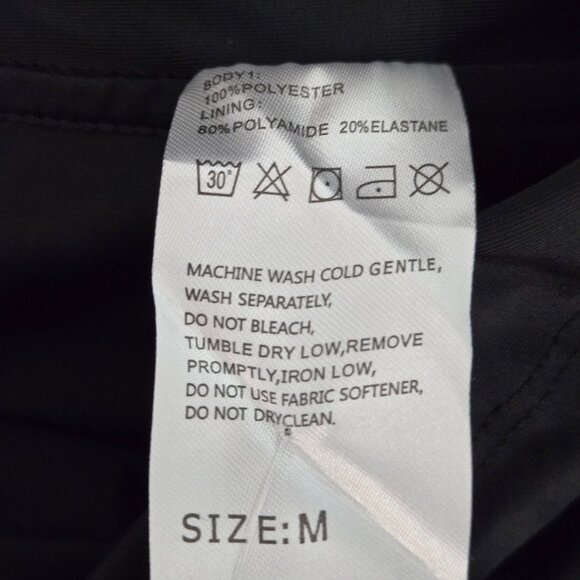 BODY1:
100%POLYESTER
LINING:
80%POLYAMIDE 20%ELASTANE
30°
MACHINE WASH COLD GENTLE,
WASH SEPARATELY,
DO NOT BLEACH,
TUMBLE DRY LOW,REMOVE
PROMPTLY,IRON LOW,
DO NOT USE FABRIC SOFTENER,
DO NOT DRYCLEAN.
SIZE:M